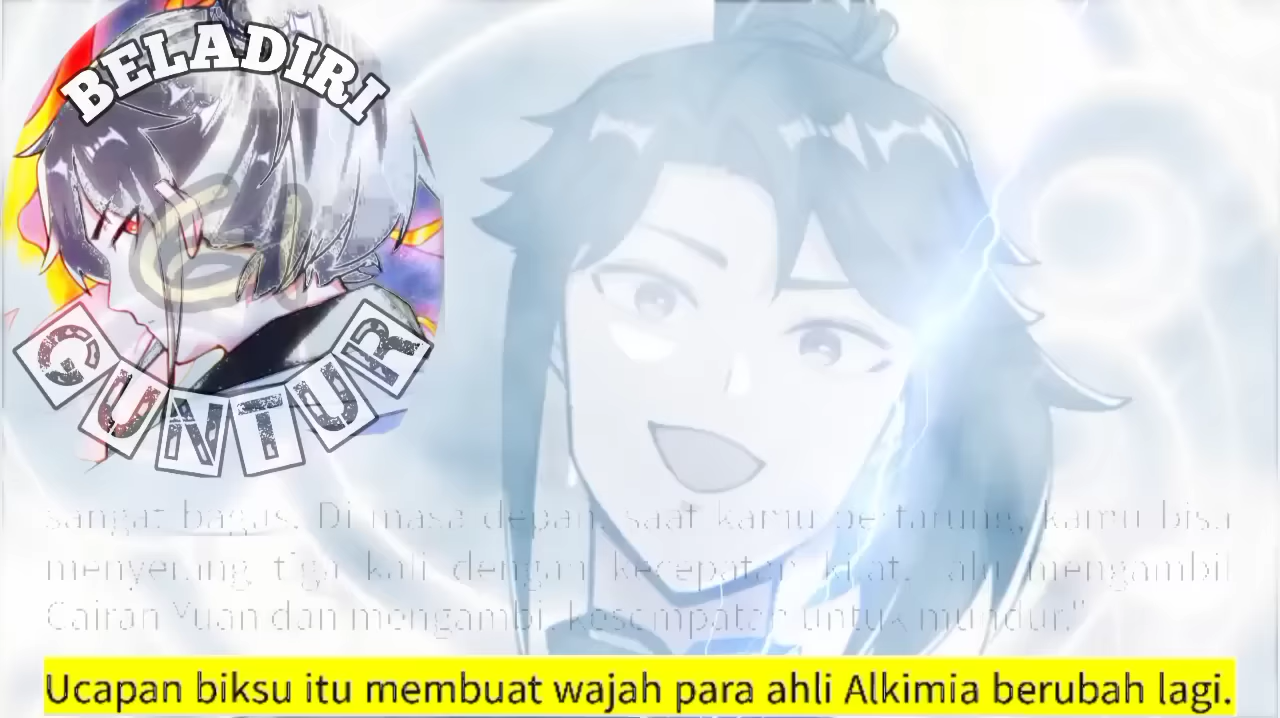 BELADIRI
GUNTUR
sangat bagus. Di masa depan, saat kamu bertarung, kamu bisa
menyerang tiga kali dengan kecepatan kilat, lalu mengambil
Cairan Yuan dan mengambil kesempatan untuk mundur."
Ucapan biksu itu membuat wajah para ahli Alkimia berubah lagi.